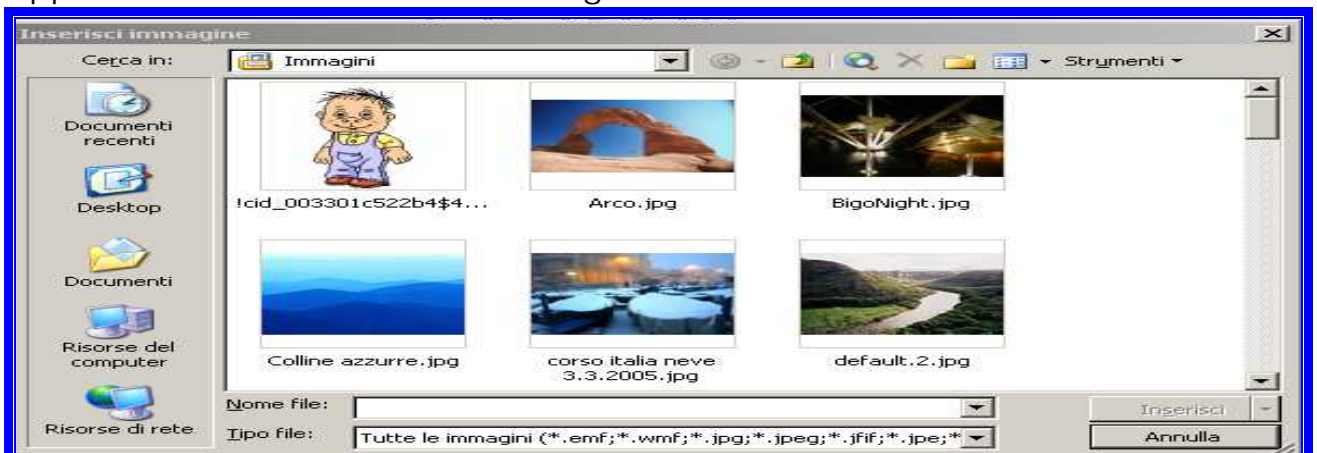 Inserisci immagine
Cerca in: Immagini Strumenti
Documenti
recenti
Desktop
Documenti
Risorse del
computer
Risorse di rete
!cid_003301c522b4$4... Arco.jpg BigoNight.jpg
Colline azzurre.jpg corso italia neve default.2.jpg
3.3.2005.jpg
Nome file: Inserisci
Tipo file: Tutte le immagini (*.emf;*.wmf;*.jpg;*.jpeg;*.jfif;*.jpe;* Annulla